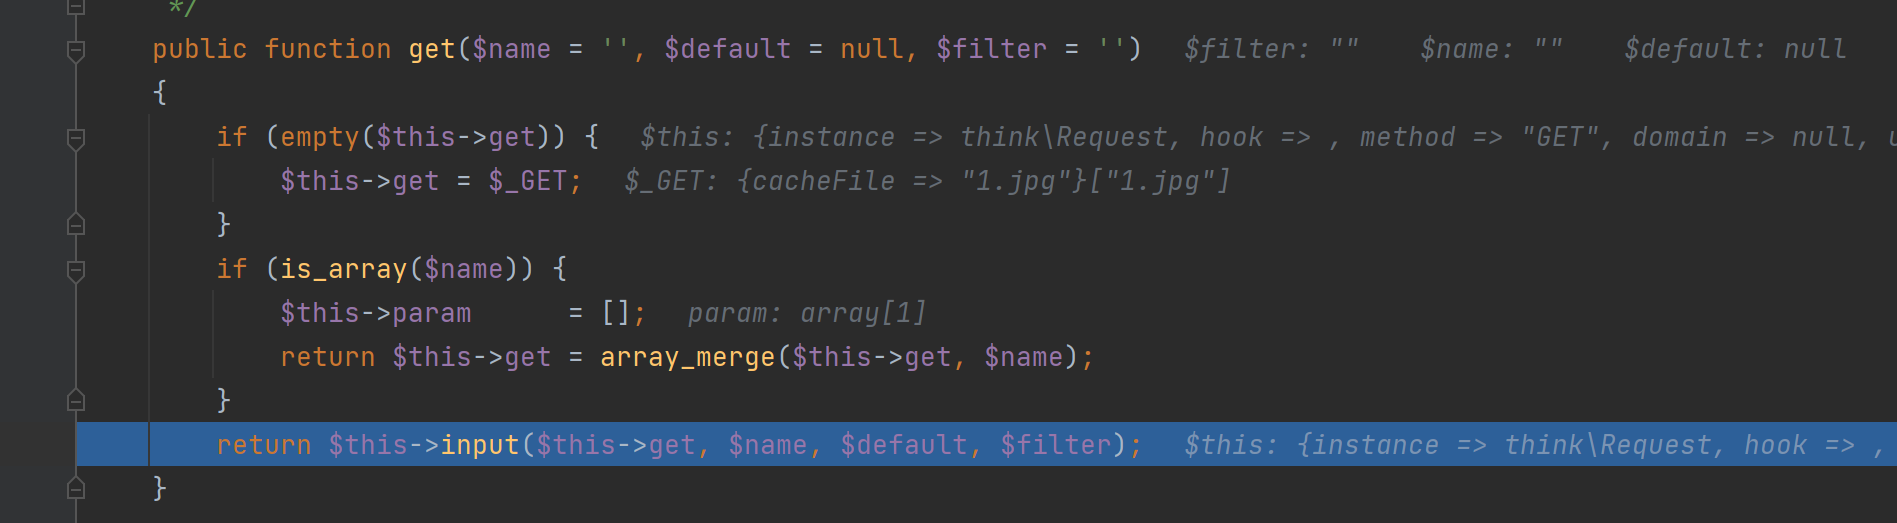 */
public function get($name = '', $default = null, $filter = '')   $filter: ""    $name: ""    $default: null
{
if (empty($this->get)) {   $this: {instance => think\Request, hook => , method => "GET", domain => null,
$this->get = $_GET;   $_GET: {cacheFile => "1.jpg"}["1.jpg"]
}
if (is_array($name)) {
$this->param      = [];   param: array[1]
return $this->get = array_merge($this->get, $name);
}
return $this->input($this->get, $name, $default, $filter);   $this: {instance => think\Request, hook => ,
}